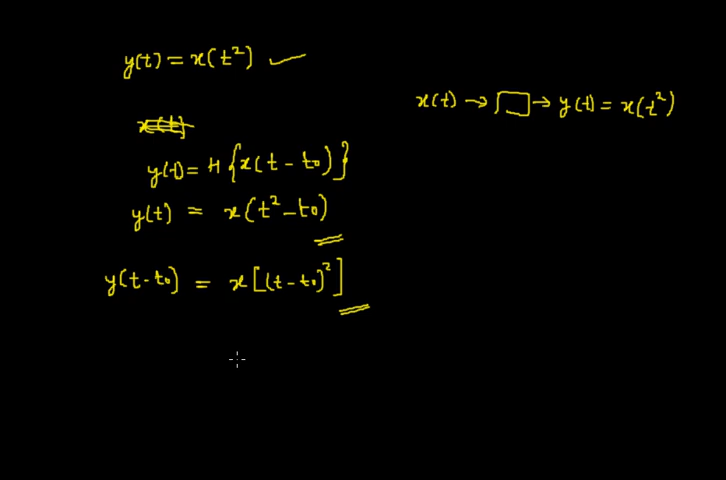 y(t) = x(t²)
x(t) → → y(t) = x(t²)
x(t)
y(t) = H{x(t - t₀)}
y(t) = x(t² - t₀)
y(t - t₀) = x[(t - t₀)²]